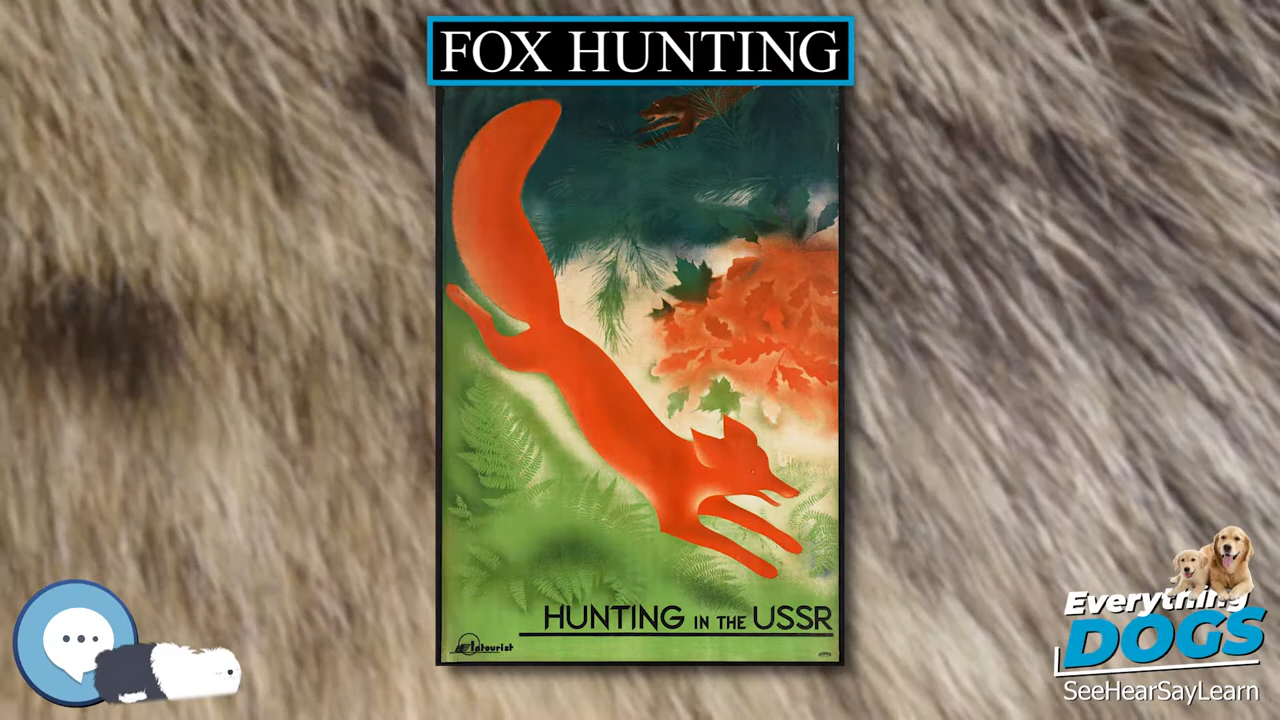 FOX HUNTING
HUNTING IN THE USSR
Intourist
Everything
DOGS
SeeHearSayLearn